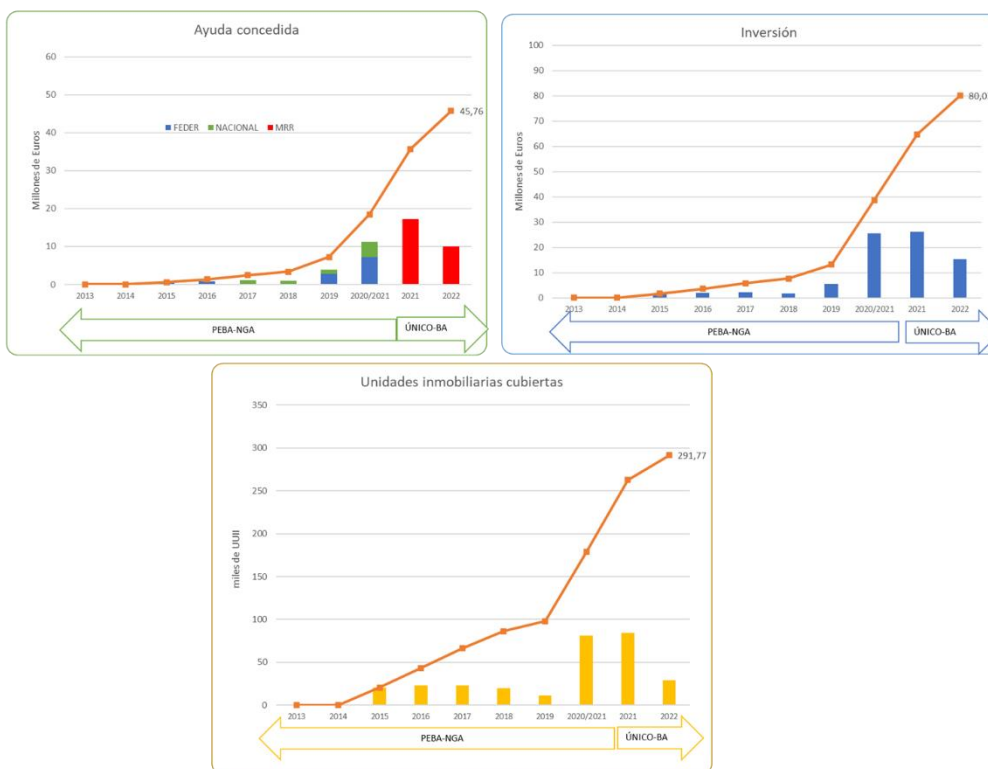 Ayuda concedida
60
50
40
30
20
10
0
Millones de Euros
FEDER NACIONAL MRR
45,76
2013 2014 2015 2016 2017 2018 2019 2020/2021 2021 2022
PEBA-NGA ÚNICO-BA
Inversión
100
90
80
70
60
50
40
30
20
10
0
Millones de Euros
2013 2014 2015 2016 2017 2018 2019 2020/2021 2021 2022
PEBA-NGA ÚNICO-BA
Unidades inmobiliarias cubiertas
350
300
250
200
150
100
50
0
miles de UUII
291,77
2013 2014 2015 2016 2017 2018 2019 2020/2021 2021 2022
PEBA-NGA ÚNICO-BA